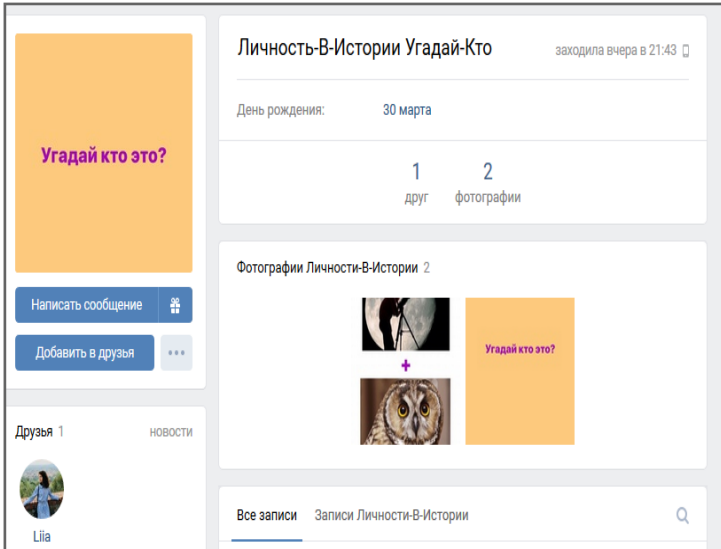 Угадай кто это?
Написать сообщение
Добавить в друзья
Друзья 1 новости
Liia
Личность-В-Истории Угадай-Кто заходила вчера в 21:43
День рождения: 30 марта
1 2
друг фотографии
Фотографии Личности-В-Истории 2
+
Угадай кто это?
Все записи Записи Личности-В-Истории